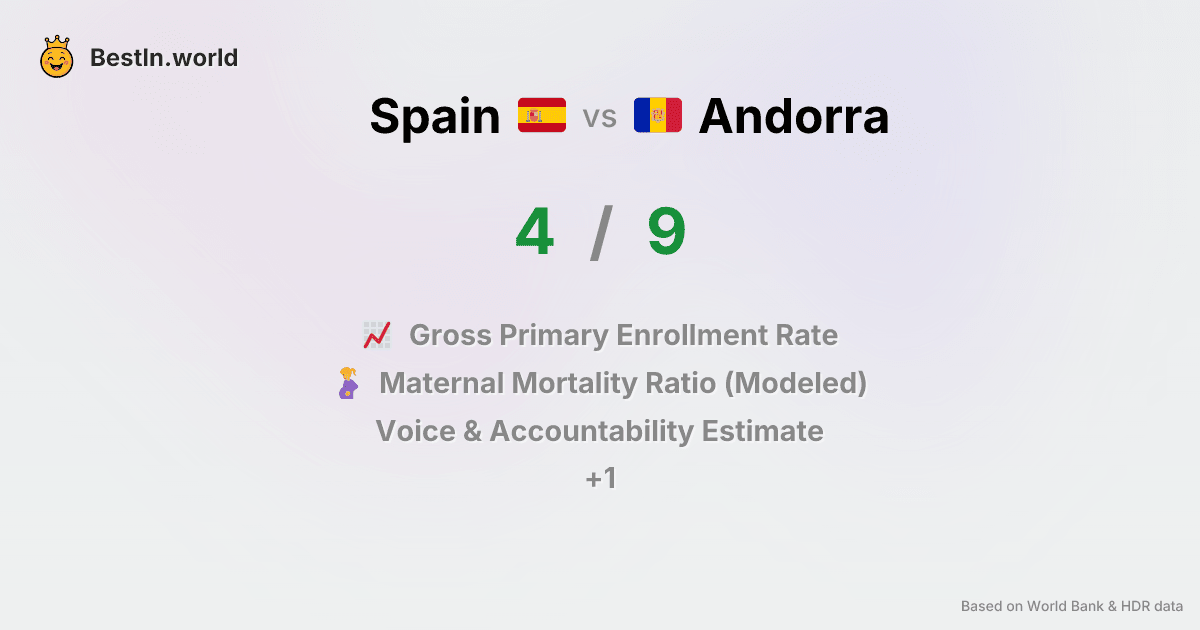 BestIn.world
Spain vs Andorra
4 / 9
Gross Primary Enrollment Rate
Maternal Mortality Ratio (Modeled)
Voice & Accountability Estimate
+1
Based on World Bank & HDR data